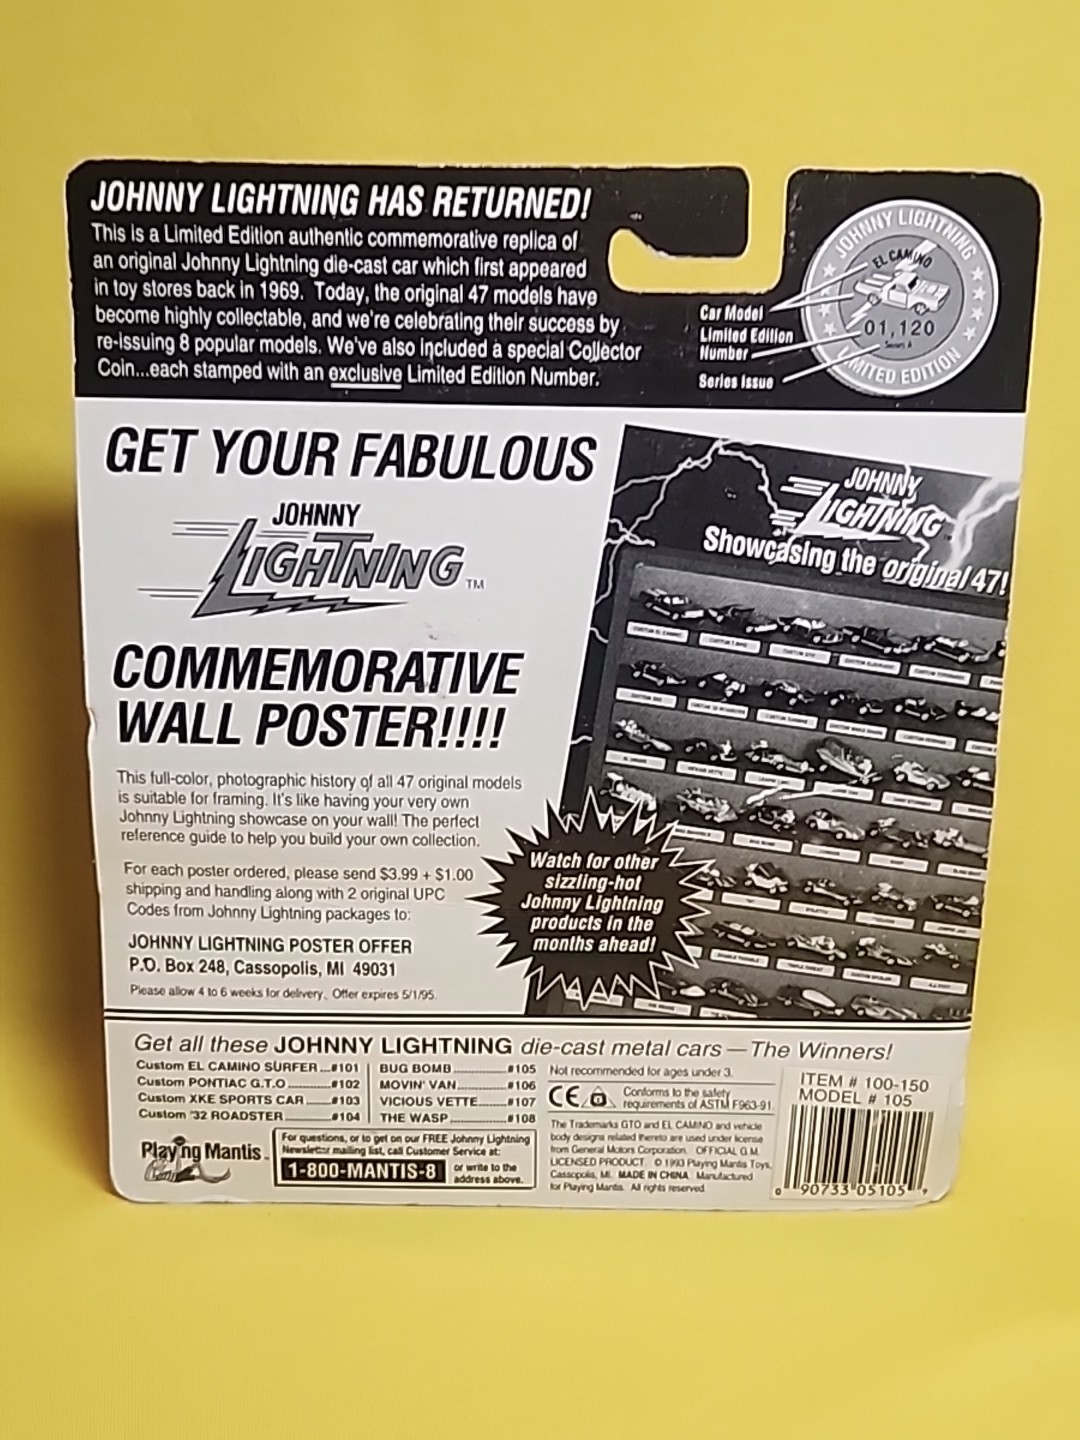 JOHNNY LIGHTNING HAS RETURNED!
This is a Limited Edition authentic commemorative replica of
an original Johnny Lightning die-cast car which first appeared
in toy stores back in 1969. Today, the original 47 models have
become highly collectable, and we're celebrating their success by
re-issuing 8 popular models. We've also included a special Collector
Coin...each stamped with an exclusive Limited Edition Number.
Car Model
Limited Edition
Number
Series Issue
JOHNNY LIGHTNING
EL CAMINO
01,120
LIMITED EDITION
GET YOUR FABULOUS
JOHNNY
LIGHTNING TM
COMMEMORATIVE
WALL POSTER!!!!
This full-color, photographic history of all 47 original models
is suitable for framing. It's like having your very own
Johnny Lightning showcase on your wall! The perfect
reference guide to help you build your own collection.
For each poster ordered, please send $3.99 + $1.00
shipping and handling along with 2 original UPC
Codes from Johnny Lightning packages to:
JOHNNY LIGHTNING POSTER OFFER
P.O. Box 248, Cassopolis, MI 49031
Please allow 4 to 6 weeks for delivery. Offer expires 5/1/95.
JOHNNY
LIGHTNING
Showcasing the original 47!
Watch for other
sizzling-hot
Johnny Lightning
products in the
months ahead!
Get all these JOHNNY LIGHTNING die-cast metal cars — The Winners!
Custom EL CAMINO SURFER ...#101
Custom PONTIAC G.T.O. ...#102
Custom XKE SPORTS CAR ...#103
Custom '32 ROADSTER ...#104
BUG BOMB ...#105
MOVIN' VAN ...#106
VICIOUS VETTE ...#107
THE WASP ...#108
Not recommended for ages under 3.
CE
Conforms to the safety
requirements of ASTM F963-91.
The Trademarks GTO and EL CAMINO and vehicle
body designs related thereto are used under license
from General Motors Corporation. OFFICIAL G.M.
LICENSED PRODUCT. © 1993 Playing Mantis Toys,
Cassopolis, MI. MADE IN CHINA. Manufactured
for Playing Mantis. All rights reserved.
Playing Mantis
For questions, or to get on our FREE Johnny Lightning
Newsletter mailing list, call Customer Service at:
1-800-MANTIS-8
or write to the
address above.
ITEM # 100-150
MODEL # 105
0 90733 05105 9